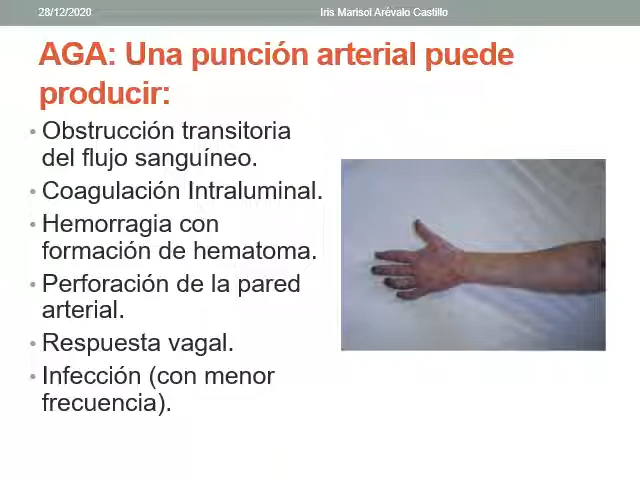 28/12/2020 Iris Marisol Arévalo Castillo
AGA: Una punción arterial puede
producir:
• Obstrucción transitoria
del flujo sanguíneo.
• Coagulación Intraluminal.
• Hemorragia con
formación de hematoma.
• Perforación de la pared
arterial.
• Respuesta vagal.
• Infección (con menor
frecuencia).